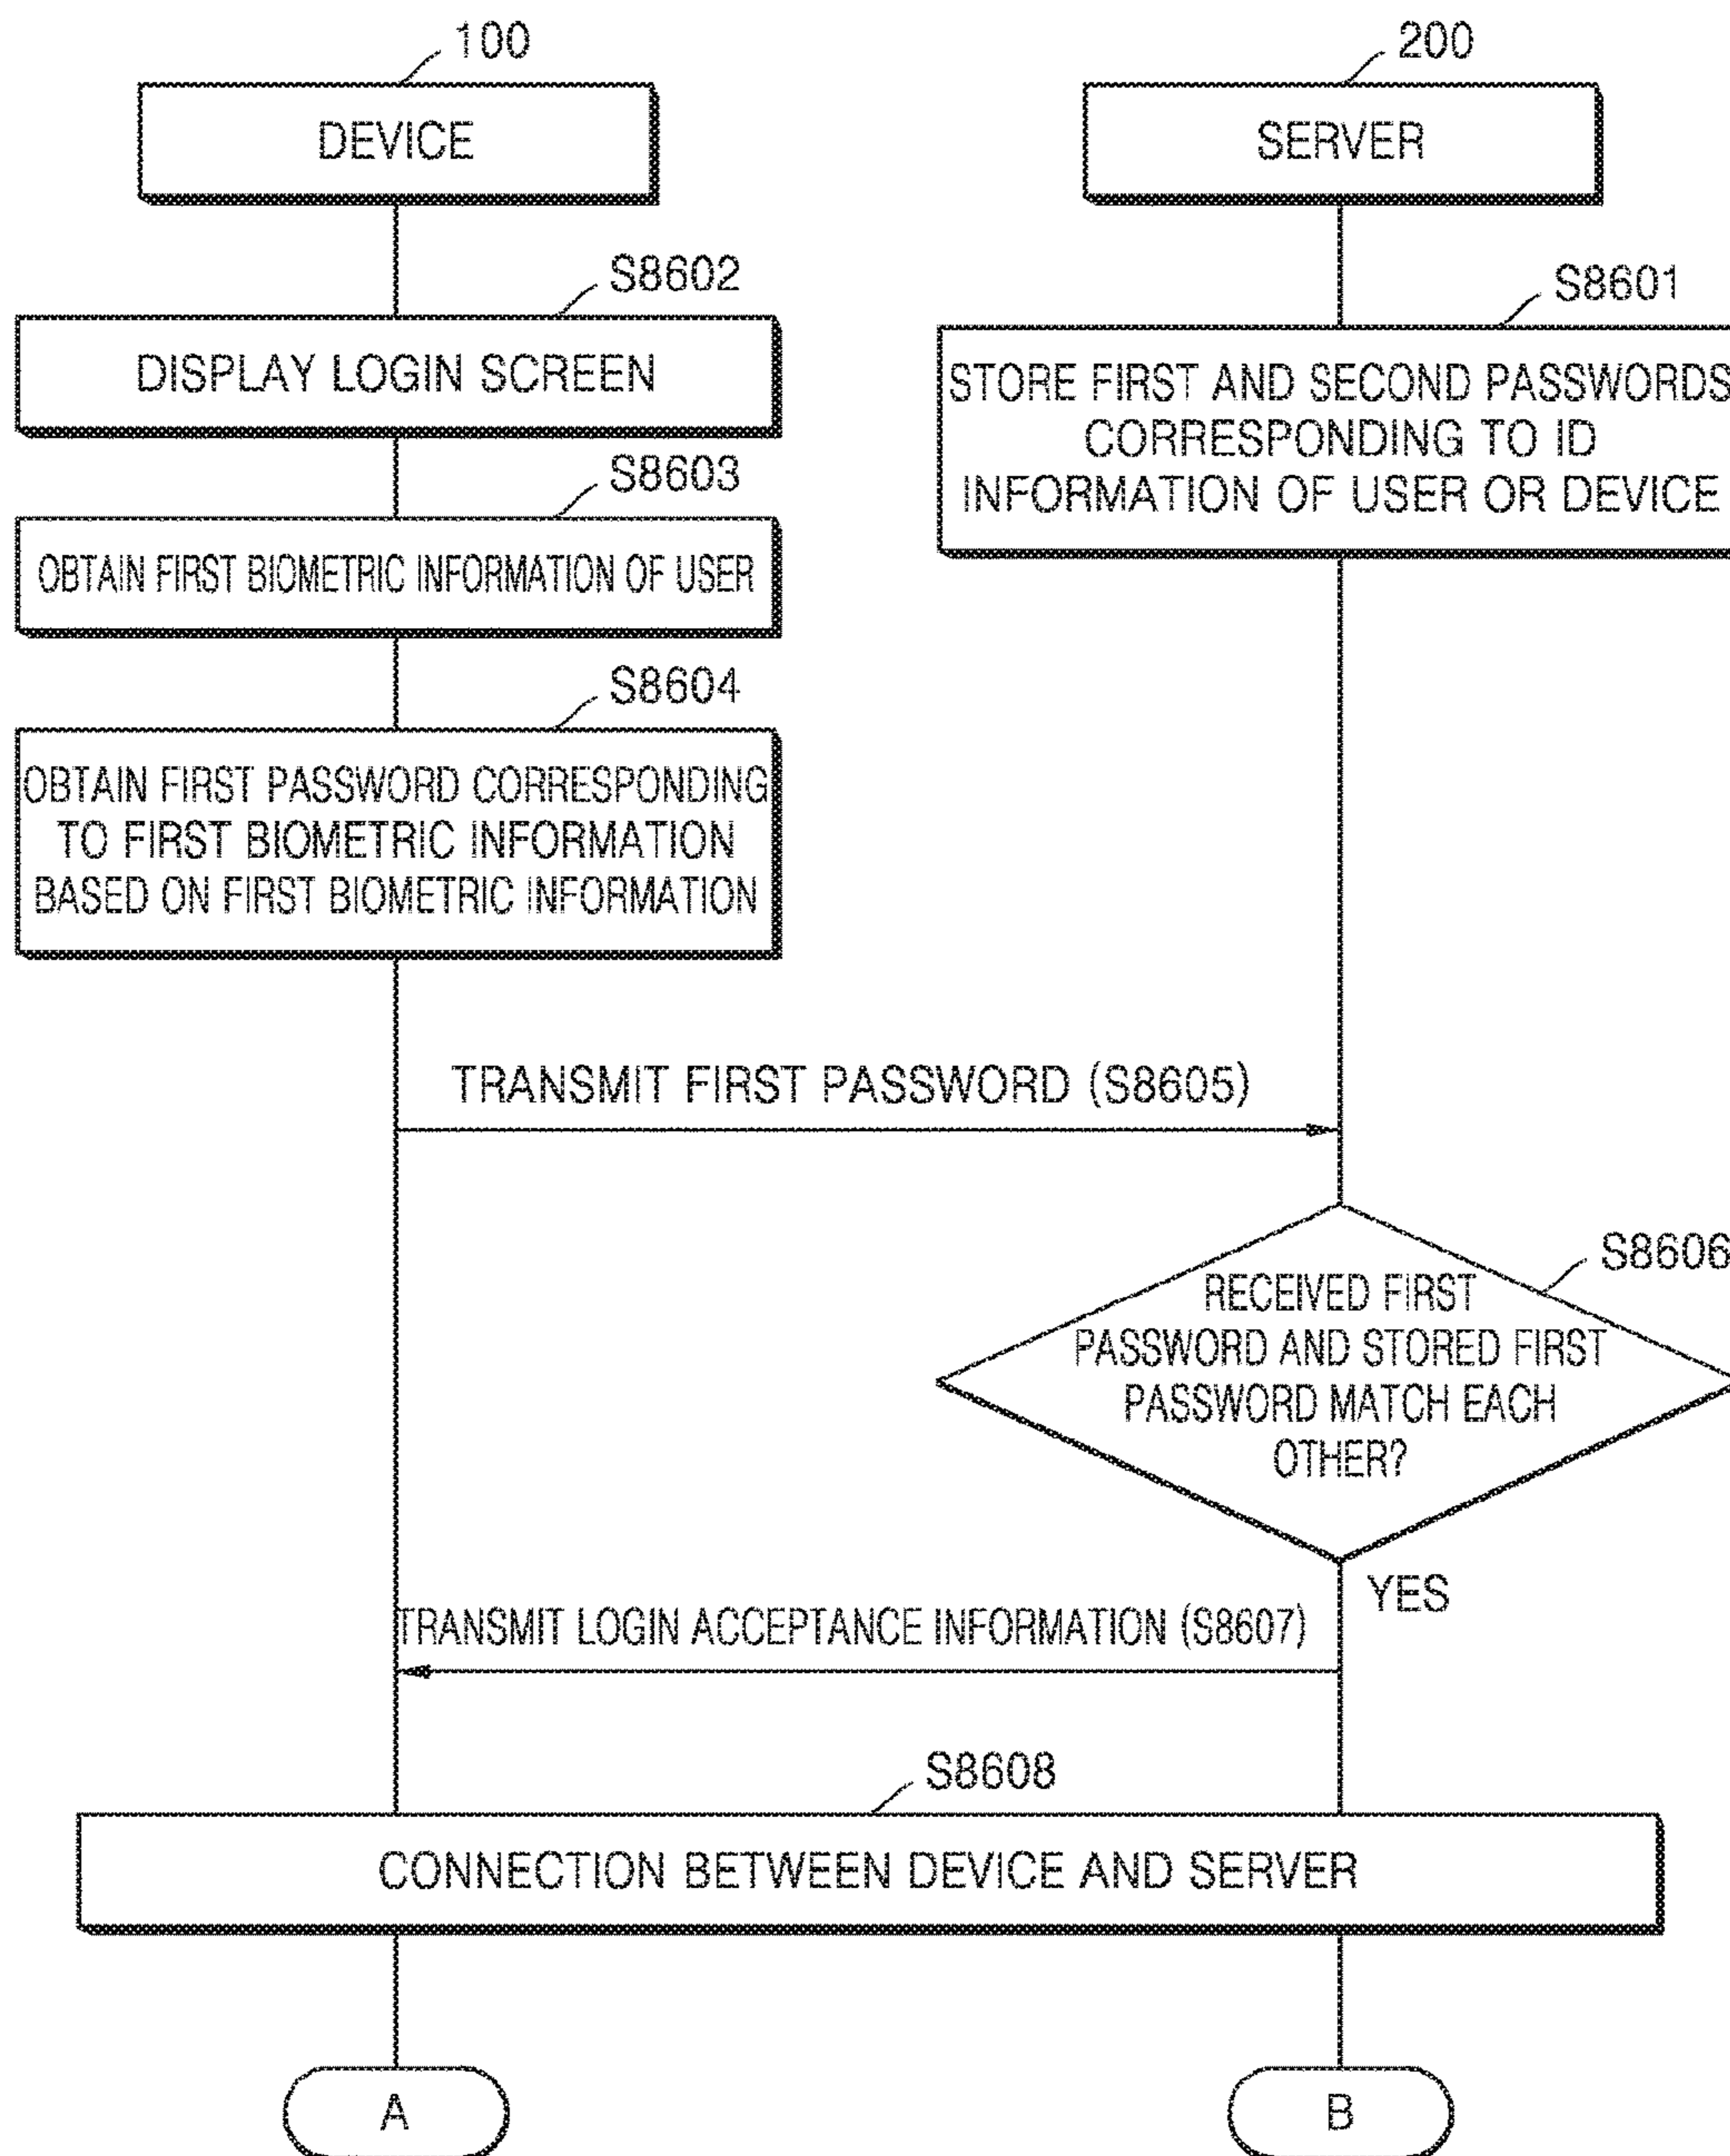 100
200
DEVICE
SERVER
S8602
S8601
DISPLAY LOGIN SCREEN
STORE FIRST AND SECOND PASSWORDS
CORRESPONDING TO ID
INFORMATION OF USER OR DEVICE
S8603
OBTAIN FIRST BIOMETRIC INFORMATION OF USER
S8604
OBTAIN FIRST PASSWORD CORRESPONDING
TO FIRST BIOMETRIC INFORMATION
BASED ON FIRST BIOMETRIC INFORMATION
TRANSMIT FIRST PASSWORD (S8605)
S8606
RECEIVED FIRST
PASSWORD AND STORED FIRST
PASSWORD MATCH EACH
OTHER?
YES
TRANSMIT LOGIN ACCEPTANCE INFORMATION (S8607)
S8608
CONNECTION BETWEEN DEVICE AND SERVER
A
B